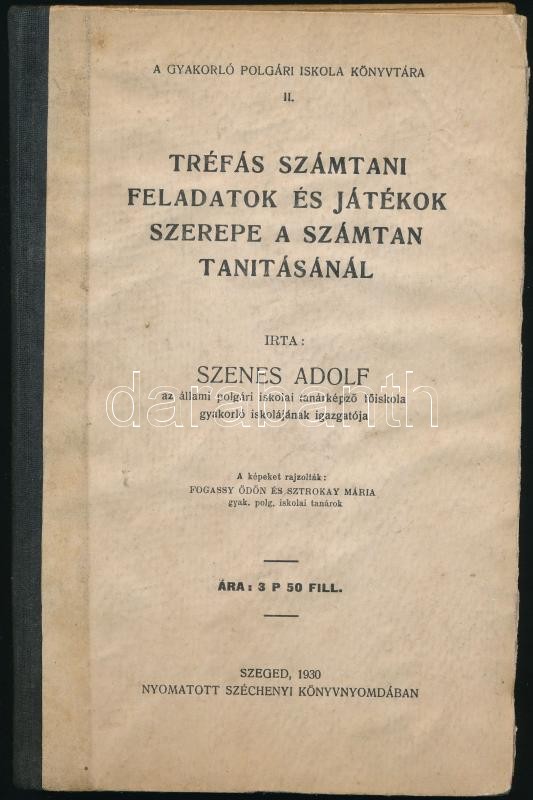 A GYAKORLÓ POLGÁRI ISKOLA KÖNYVTÁRA
II.
TRÉFÁS SZÁMTANI
FELADATOK ÉS JÁTÉKOK
SZEREPE A SZÁMTAN
TANITÁSÁNÁL
IRTA:
SZENES ADOLF
az állami polgári iskolai tanárképző főiskola
gyakorló iskolájának igazgatója
darabanth
A képeket rajzolták:
FOGASSY ÖDÖN ÉS SZTROKAY MÁRIA
gyak. polg. iskolai tanárok
ÁRA: 3 P 50 FILL.
SZEGED, 1930
NYOMATOTT SZÉCHENYI KÖNYVNYOMDÁBAN